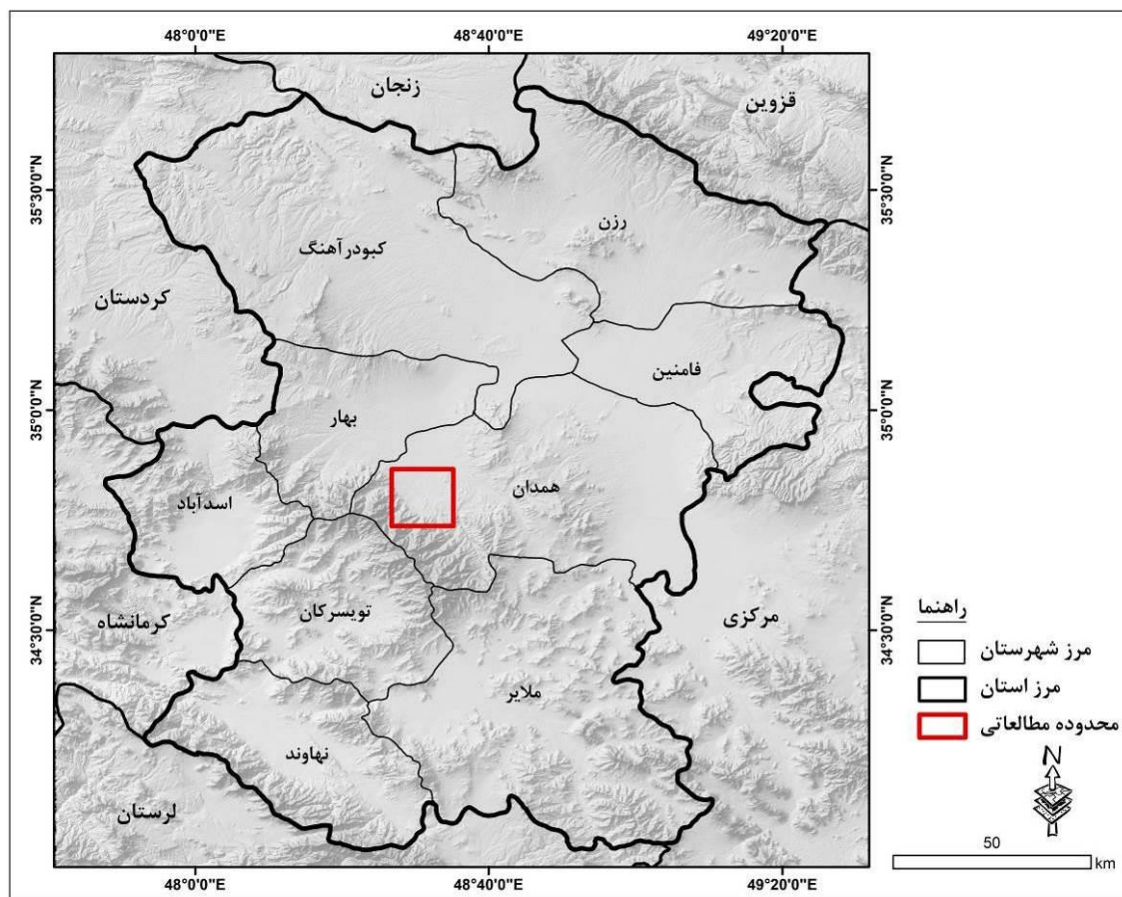 48°0'0"E
48°40'0"E
49°20'0"E
زنجان
قزوین
35°30'0"N
35°30'0"N
رزن
کبودرآهنگ
کردستان
فامنین
35°0'0"N
35°0'0"N
بهار
همدان
اسدآباد
تویسرکان
کرمانشاه
مرکزی
34°30'0"N
34°30'0"N
ملایر
نهاوند
لرستان
راهنما
مرز شهرستان
مرز استان
محدوده مطالعاتی
N
50
km
48°0'0"E
48°40'0"E
49°20'0"E